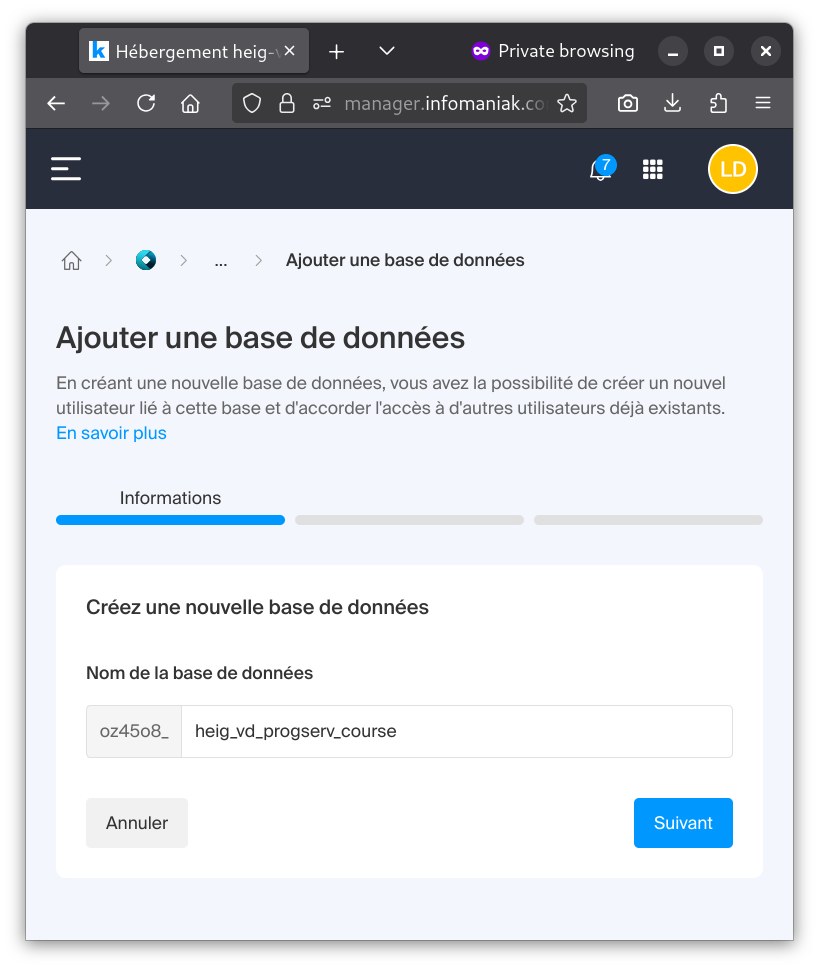 Hébergement heig-v
Private browsing
manager.infomaniak.co
7
LD
... Ajouter une base de données
Ajouter une base de données
En créant une nouvelle base de données, vous avez la possibilité de créer un nouvel
utilisateur lié à cette base et d'accorder l'accès à d'autres utilisateurs déjà existants.
En savoir plus
Informations
Créez une nouvelle base de données
Nom de la base de données
oz45o8_ heig_vd_progserv_course
Annuler
Suivant